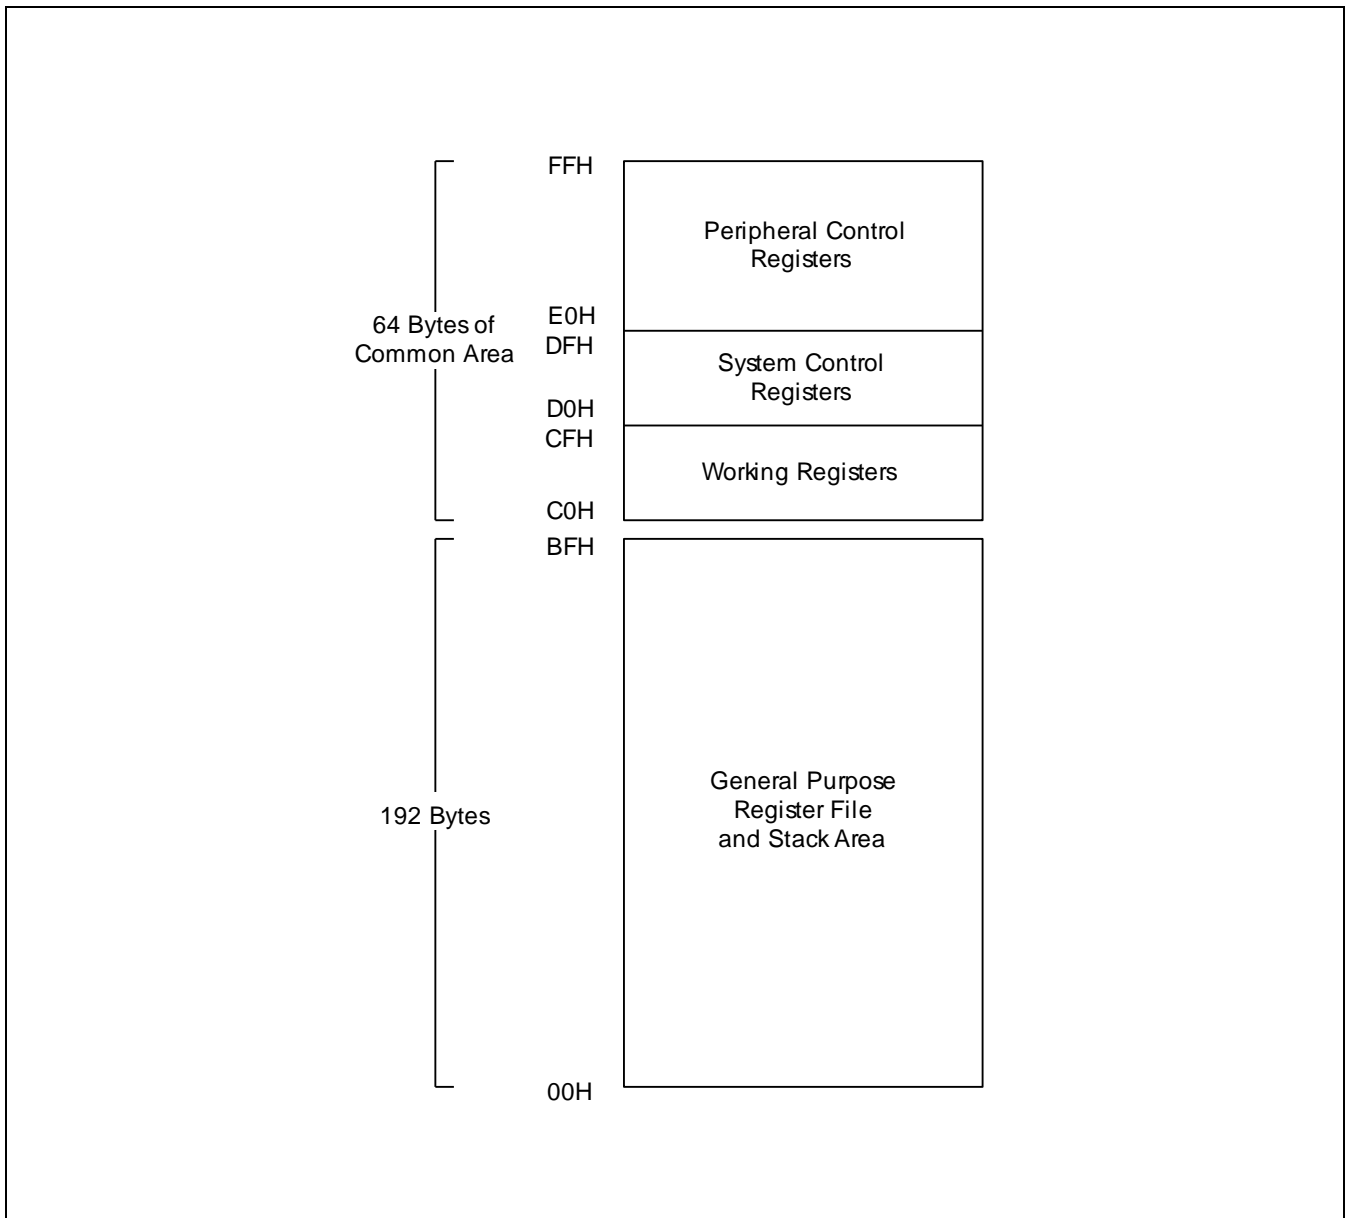 FFH
Peripheral Control
Registers
E0H
64 Bytes of
Common Area
DFH
System Control
Registers
D0H
CFH
Working Registers
C0H
BFH
General Purpose
Register File
and Stack Area
192 Bytes
00H